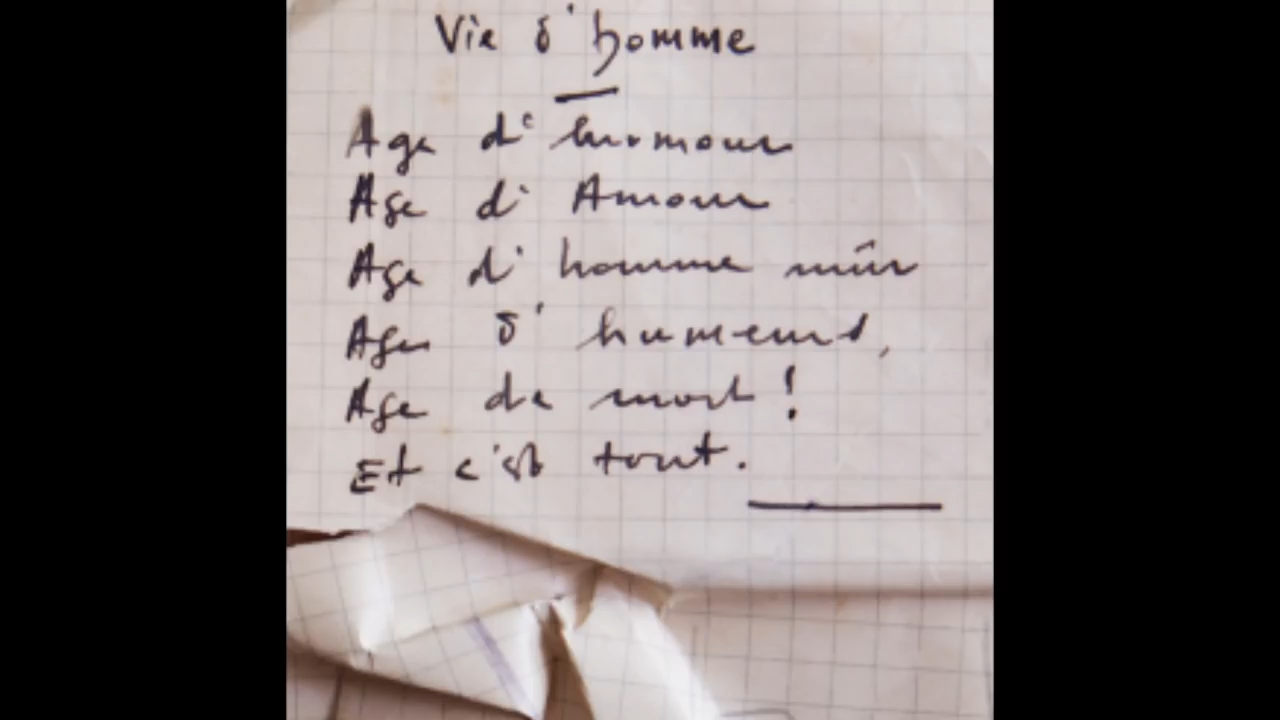 Vie d'homme
Age d'humour
Age d'Amour
Age d'homme mûr
Age d'humeurs,
Age de mort !
Et c'est tout.